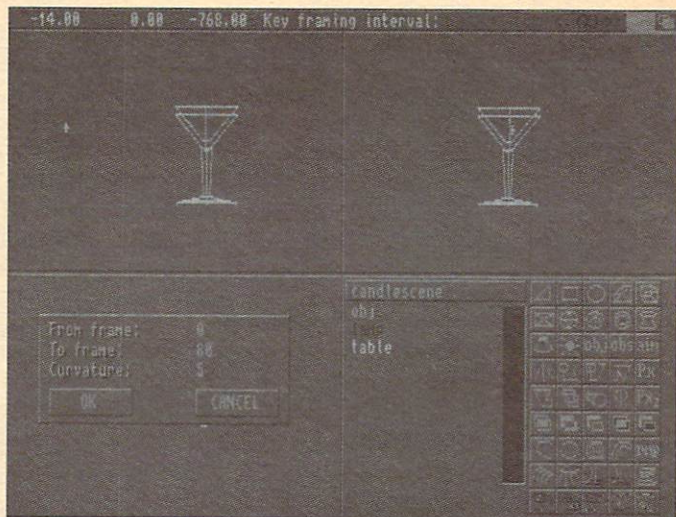 -14.00 0.00 -768.00 Key framing interval:
candlescene
obj
table
From frame: 0
To frame: 80
Curvature: 5
OK CANCEL